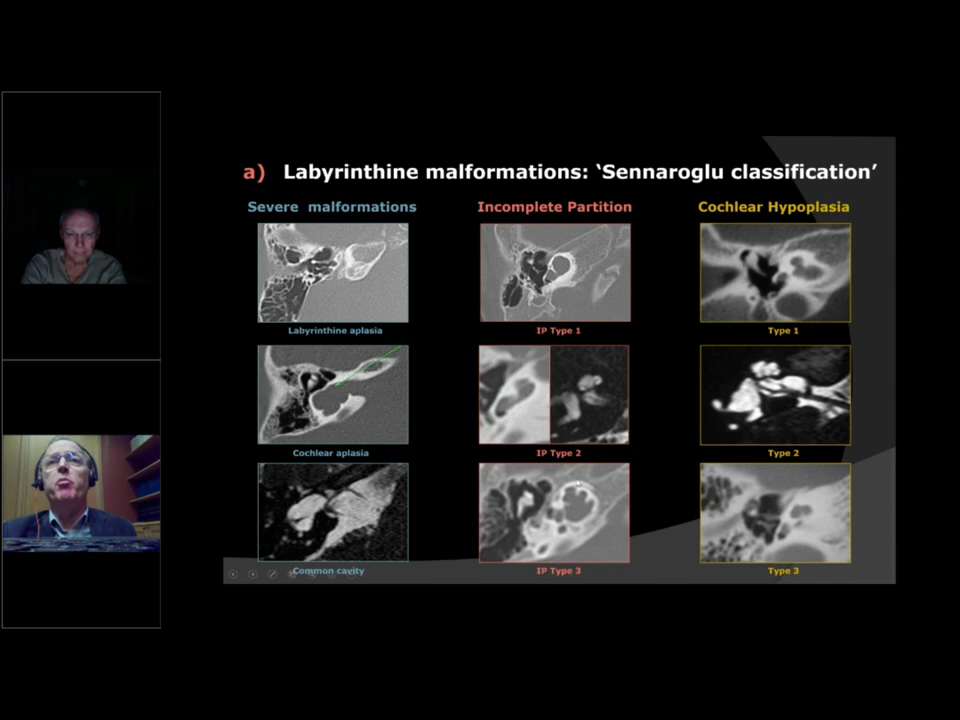 a) Labyrinthine malformations: ‘Sennaroglu classification’
Severe malformations
Incomplete Partition
Cochlear Hypoplasia
Labyrinthine aplasia
IP Type 1
Type 1
Cochlear aplasia
IP Type 2
Type 2
Common cavity
IP Type 3
Type 3